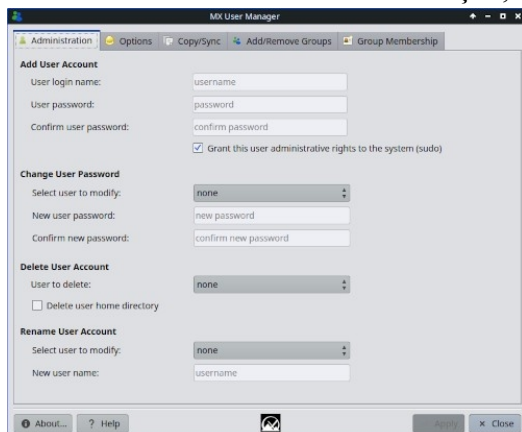 MX User Manager
Administration Options Copy/Sync Add/Remove Groups Group Membership
Add User Account
User login name: username
User password: password
Confirm user password: confirm password
Grant this user administrative rights to the system (sudo)
Change User Password
Select user to modify: none
New user password: new password
Confirm new password: confirm new password
Delete User Account
User to delete: none
Delete user home directory
Rename User Account
Select user to modify: none
New user name: username
About... ? Help Apply × Close